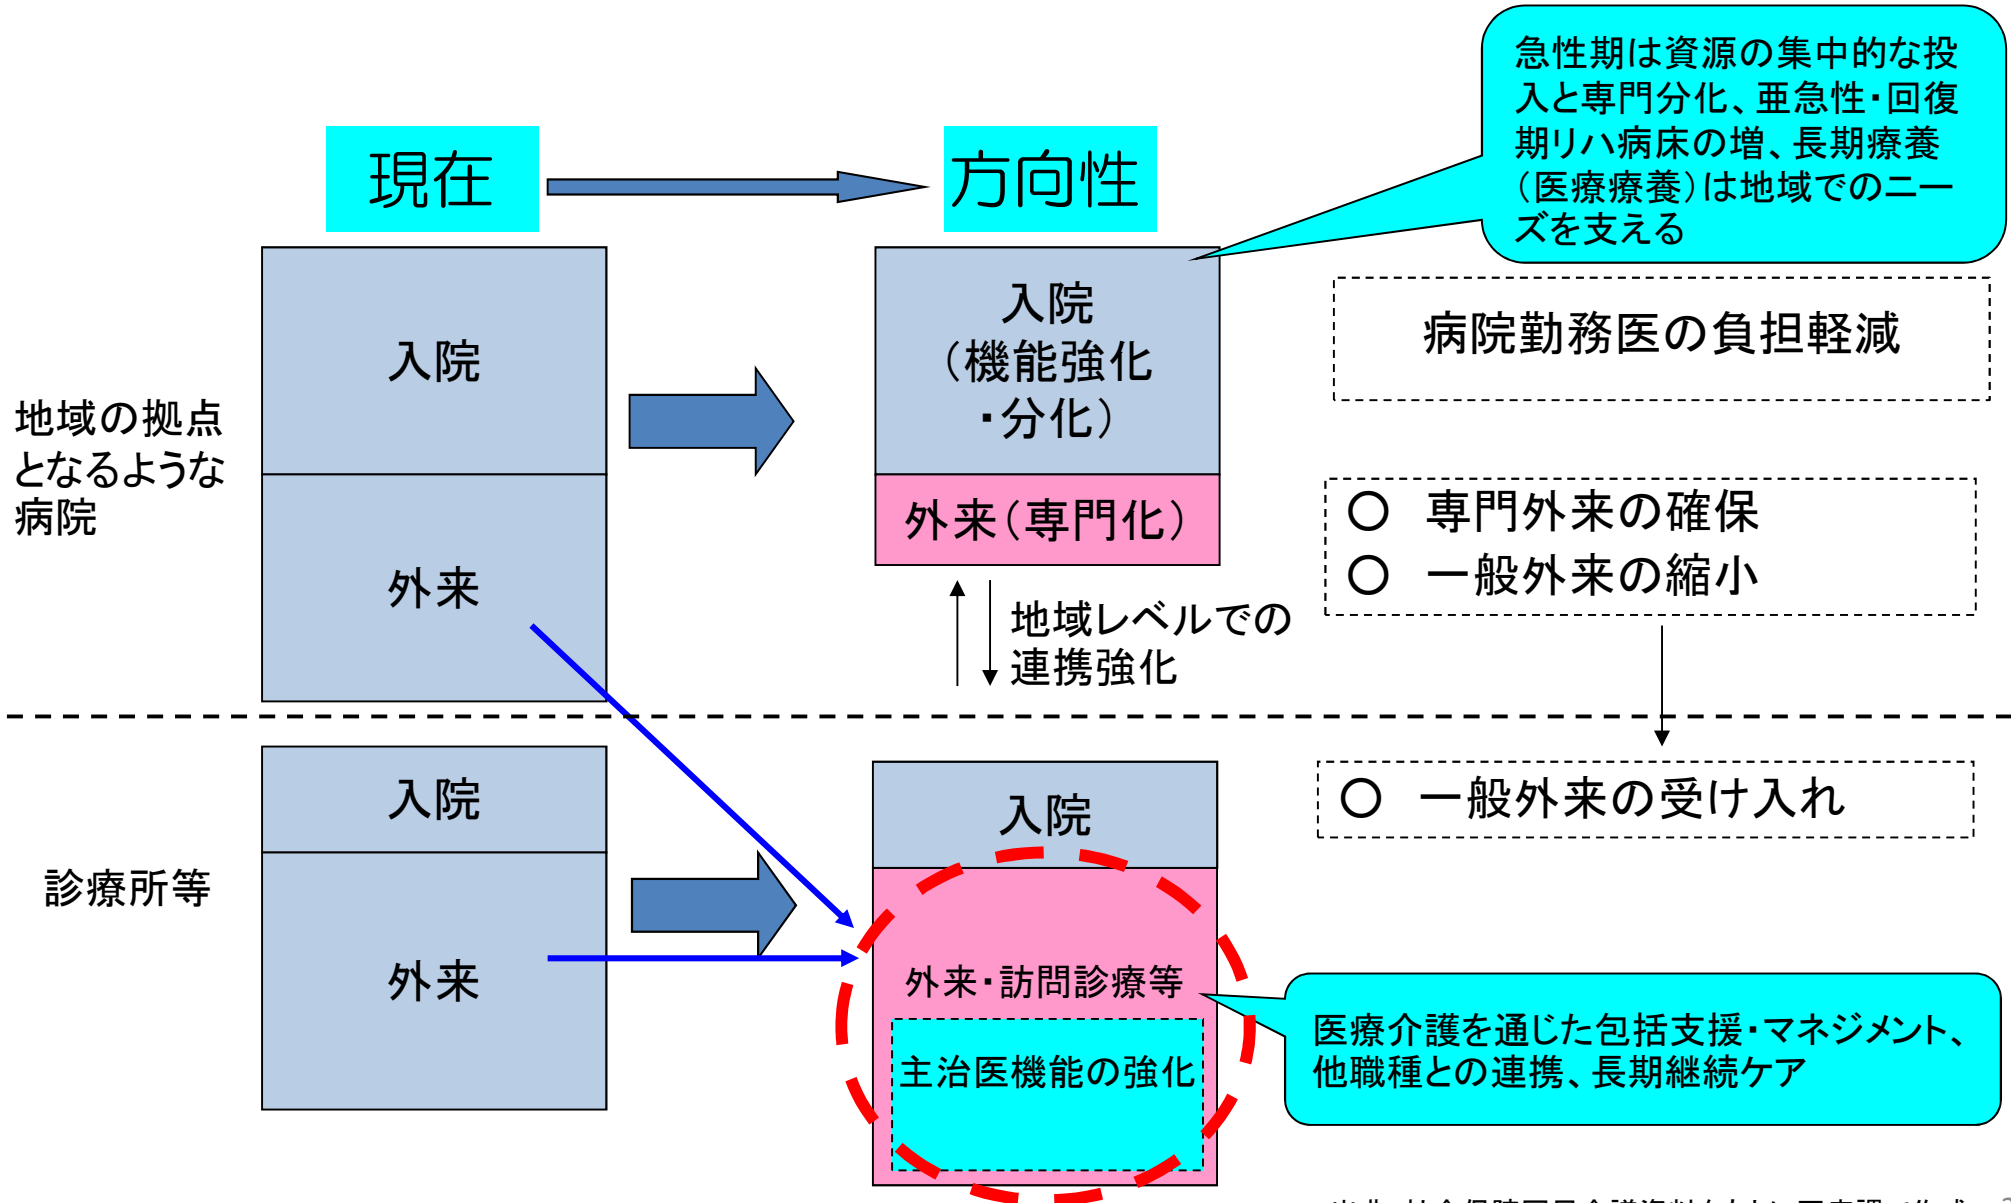 急性期は資源の集中的な投
入と専門分化、亜急性・回復
期リハ病床の増、長期療養
（医療療養）は地域でのニー
ズを支える
現在
方向性
地域の拠点
となるような
病院
入院
外来
入院
（機能強化
・分化）
外来（専門化）
病院勤務医の負担軽減
○ 専門外来の確保
○ 一般外来の縮小
地域レベルでの
連携強化
診療所等
入院
外来
入院
外来・訪問診療等
主治医機能の強化
○ 一般外来の受け入れ
医療介護を通じた包括支援・マネジメント、
他職種との連携、長期継続ケア